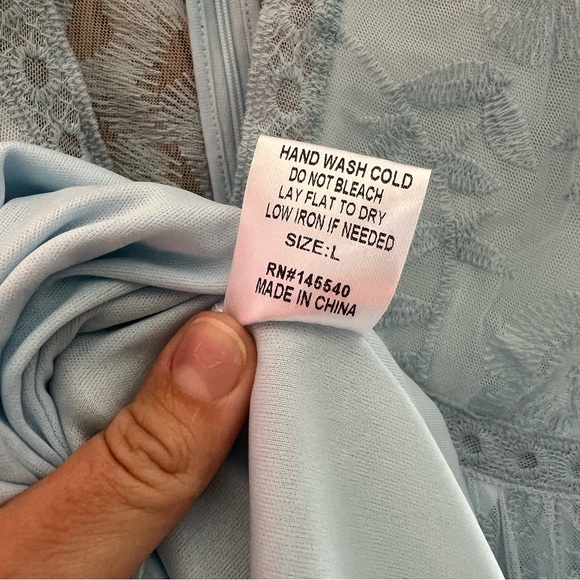 HAND WASH COLD
DO NOT BLEACH
LAY FLAT TO DRY
LOW IRON IF NEEDED
SIZE:L
RN#145540
MADE IN CHINA